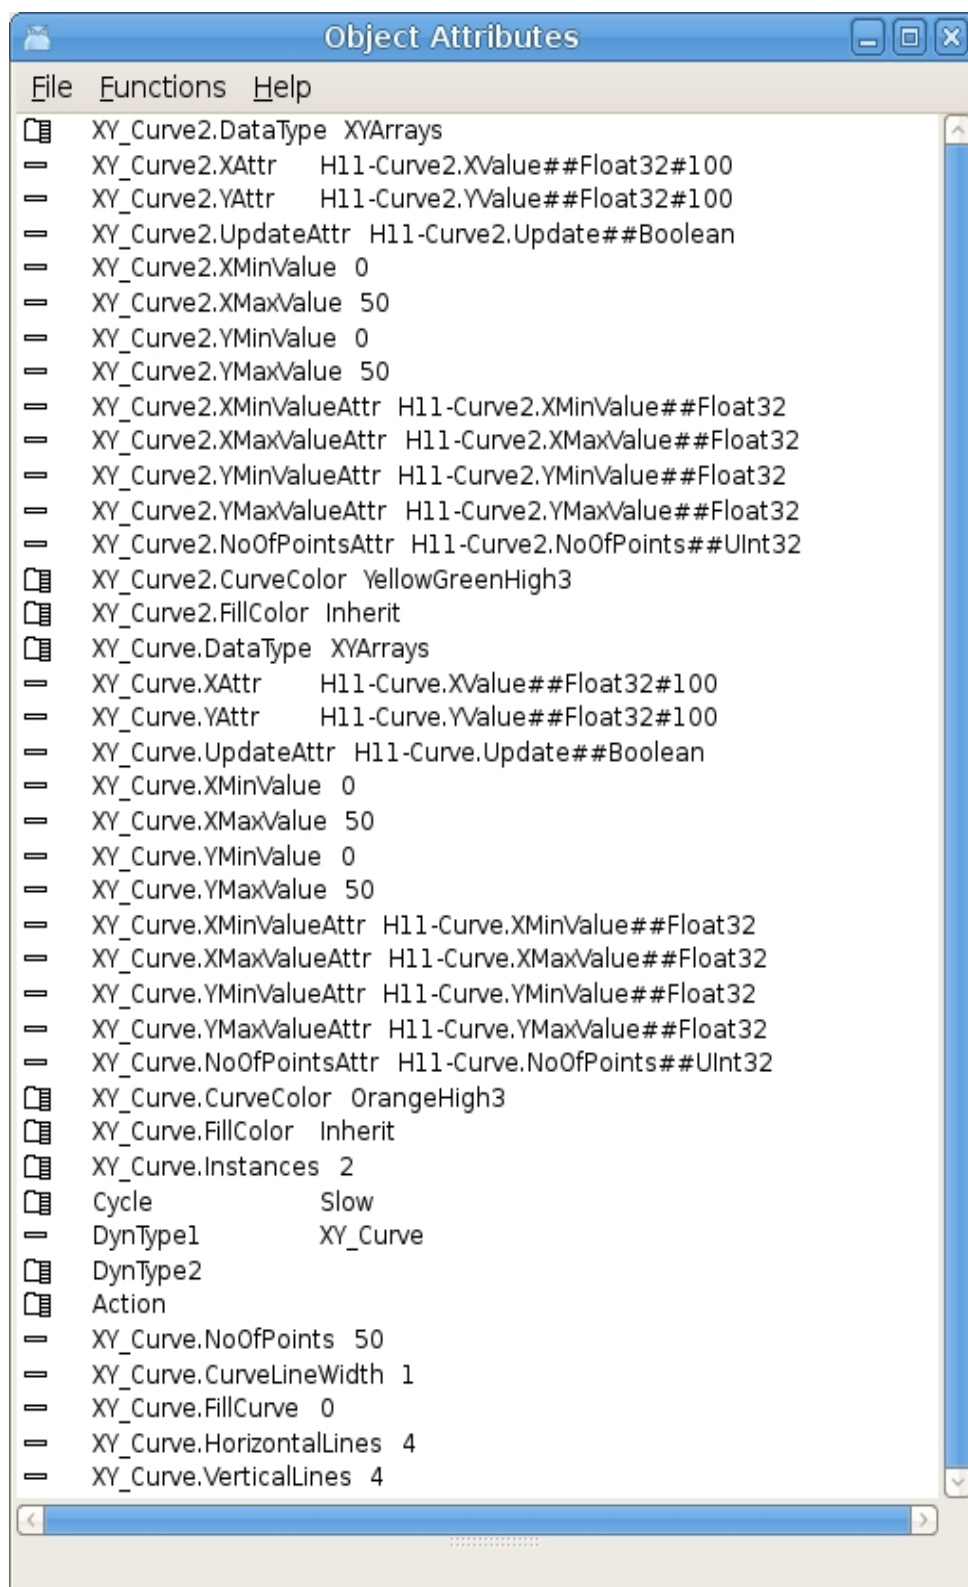 Object Attributes
File Functions Help
XY_Curve2.DataType XYArrays
XY_Curve2.XAttr H11-Curve2.XValue##Float32#100
XY_Curve2.YAttr H11-Curve2.YValue##Float32#100
XY_Curve2.UpdateAttr H11-Curve2.Update##Boolean
XY_Curve2.XMinValue 0
XY_Curve2.XMaxValue 50
XY_Curve2.YMinValue 0
XY_Curve2.YMaxValue 50
XY_Curve2.XMinValueAttr H11-Curve2.XMinValue##Float32
XY_Curve2.XMaxValueAttr H11-Curve2.XMaxValue##Float32
XY_Curve2.YMinValueAttr H11-Curve2.YMinValue##Float32
XY_Curve2.YMaxValueAttr H11-Curve2.YMaxValue##Float32
XY_Curve2.NoOfPointsAttr H11-Curve2.NoOfPoints##UInt32
XY_Curve2.CurveColor YellowGreenHigh3
XY_Curve2.FillColor Inherit
XY_Curve.DataType XYArrays
XY_Curve.XAttr H11-Curve.XValue##Float32#100
XY_Curve.YAttr H11-Curve.YValue##Float32#100
XY_Curve.UpdateAttr H11-Curve.Update##Boolean
XY_Curve.XMinValue 0
XY_Curve.XMaxValue 50
XY_Curve.YMinValue 0
XY_Curve.YMaxValue 50
XY_Curve.XMinValueAttr H11-Curve.XMinValue##Float32
XY_Curve.XMaxValueAttr H11-Curve.XMaxValue##Float32
XY_Curve.YMinValueAttr H11-Curve.YMinValue##Float32
XY_Curve.YMaxValueAttr H11-Curve.YMaxValue##Float32
XY_Curve.NoOfPointsAttr H11-Curve.NoOfPoints##UInt32
XY_Curve.CurveColor OrangeHigh3
XY_Curve.FillColor Inherit
XY_Curve.Instances 2
Cycle Slow
DynType1 XY_Curve
DynType2
Action
XY_Curve.NoOfPoints 50
XY_Curve.CurveLineWidth 1
XY_Curve.FillCurve 0
XY_Curve.HorizontalLines 4
XY_Curve.VerticalLines 4